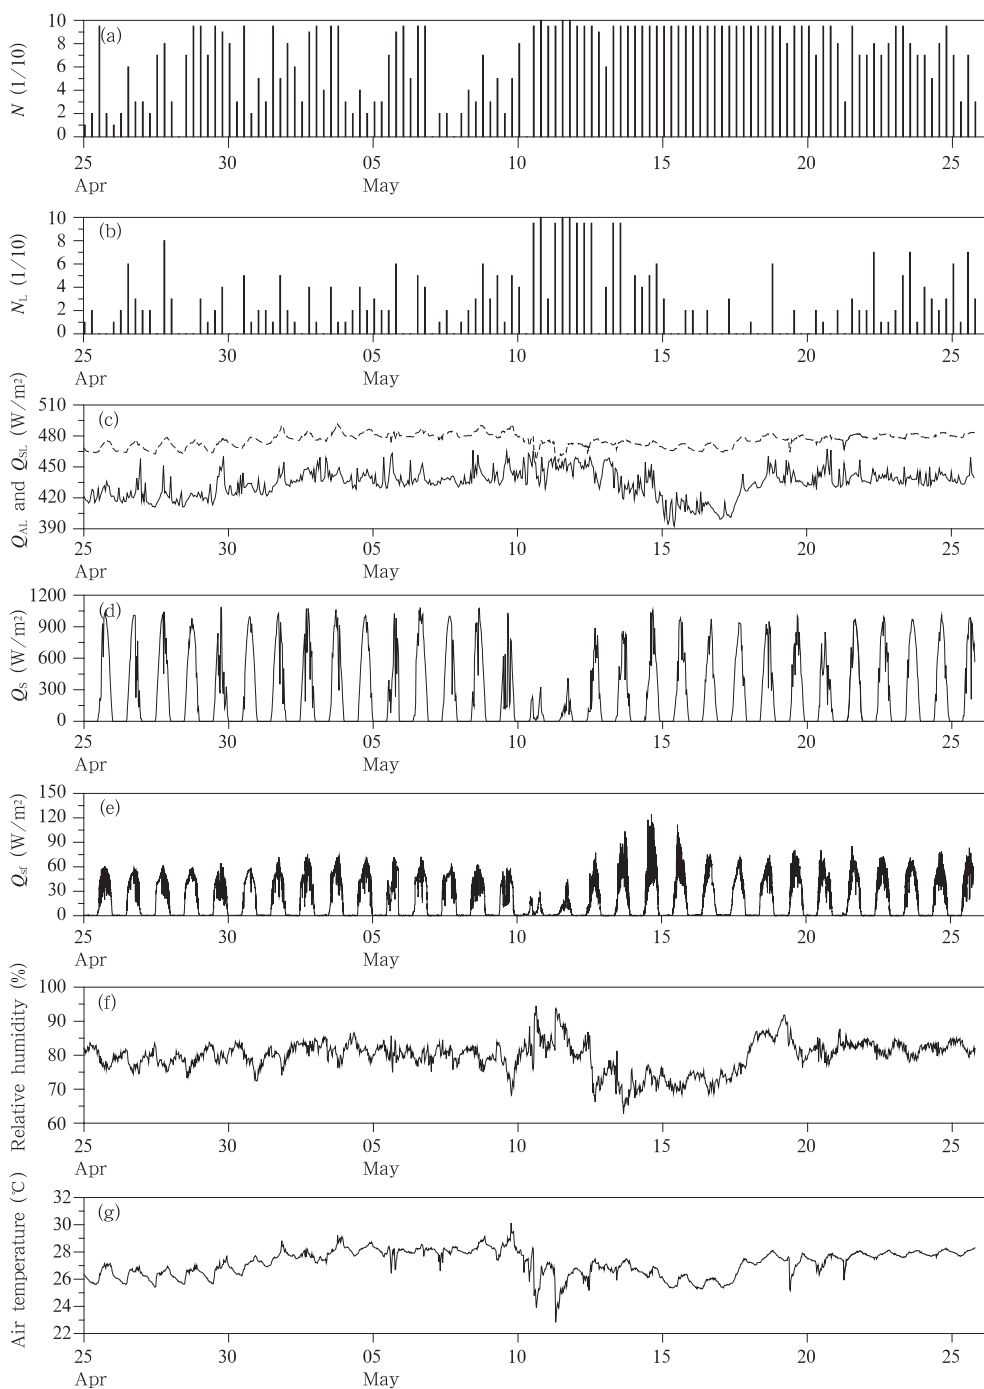 N (1/10)
(a)
10
8
6
4
2
0
25 30 05 10 15 20 25
Apr May
N_L (1/10)
(b)
10
8
6
4
2
0
25 30 05 10 15 20 25
Apr May
Q_AL and Q_SL (W/m²)
(c)
510
480
450
420
390
25 30 05 10 15 20 25
Apr May
Q_S (W/m²)
(d)
1200
900
600
300
0
25 30 05 10 15 20 25
Apr May
Q_sf (W/m²)
(e)
150
120
90
60
30
0
25 30 05 10 15 20 25
Apr May
Relative humidity (%)
(f)
100
90
80
70
60
25 30 05 10 15 20 25
Apr May
Air temperature (℃)
(g)
32
30
28
26
24
22
25 30 05 10 15 20 25
Apr May